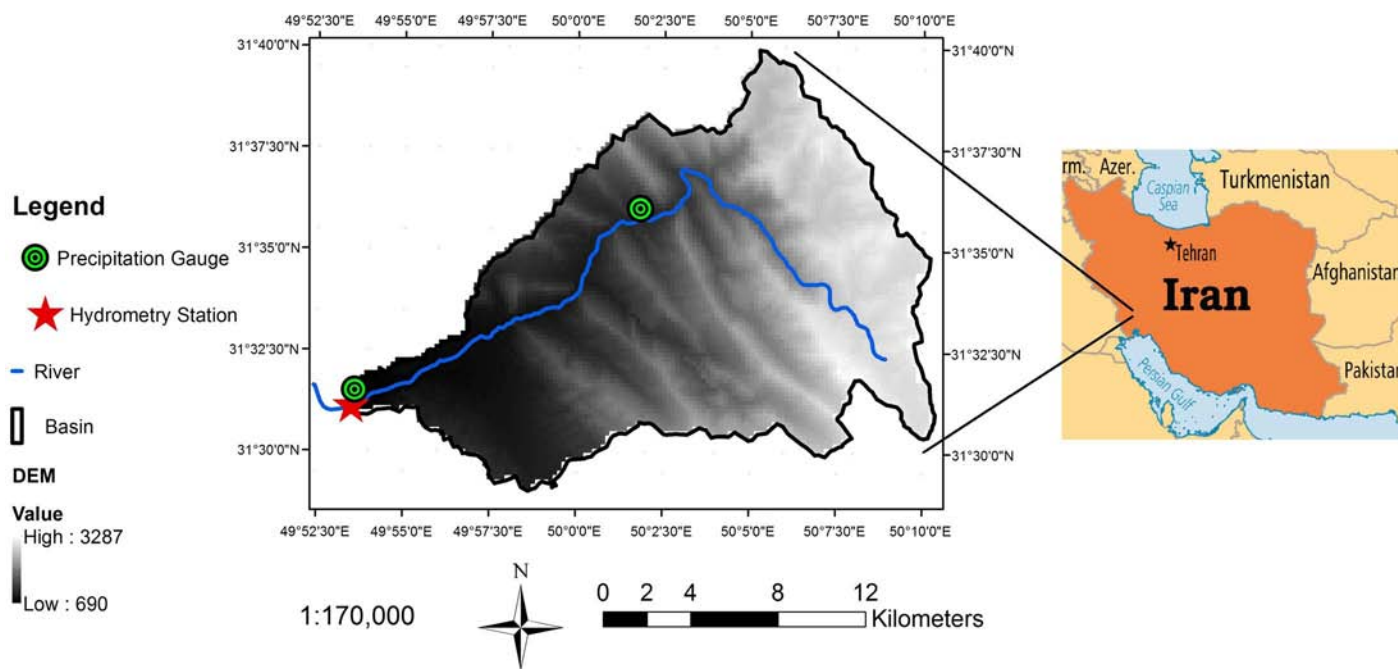 49°52'30"E 49°55'0"E 49°57'30"E 50°0'0"E 50°2'30"E 50°5'0"E 50°7'30"E 50°10'0"E
31°40'0"N
31°37'30"N
31°35'0"N
31°32'30"N
31°30'0"N
31°40'0"N
31°37'30"N
31°35'0"N
31°32'30"N
31°30'0"N
49°52'30"E 49°55'0"E 49°57'30"E 50°0'0"E 50°2'30"E 50°5'0"E 50°7'30"E 50°10'0"E
Legend
Precipitation Gauge
Hydrometry Station
River
Basin
DEM
Value
High : 3287
Low : 690
1:170,000
N
0 2 4 8 12
Kilometers
rm. Azer.
Caspian
Sea
Turkmenistan
Tehran
Afghanistan
Iran
Pakistan
Persian Gulf